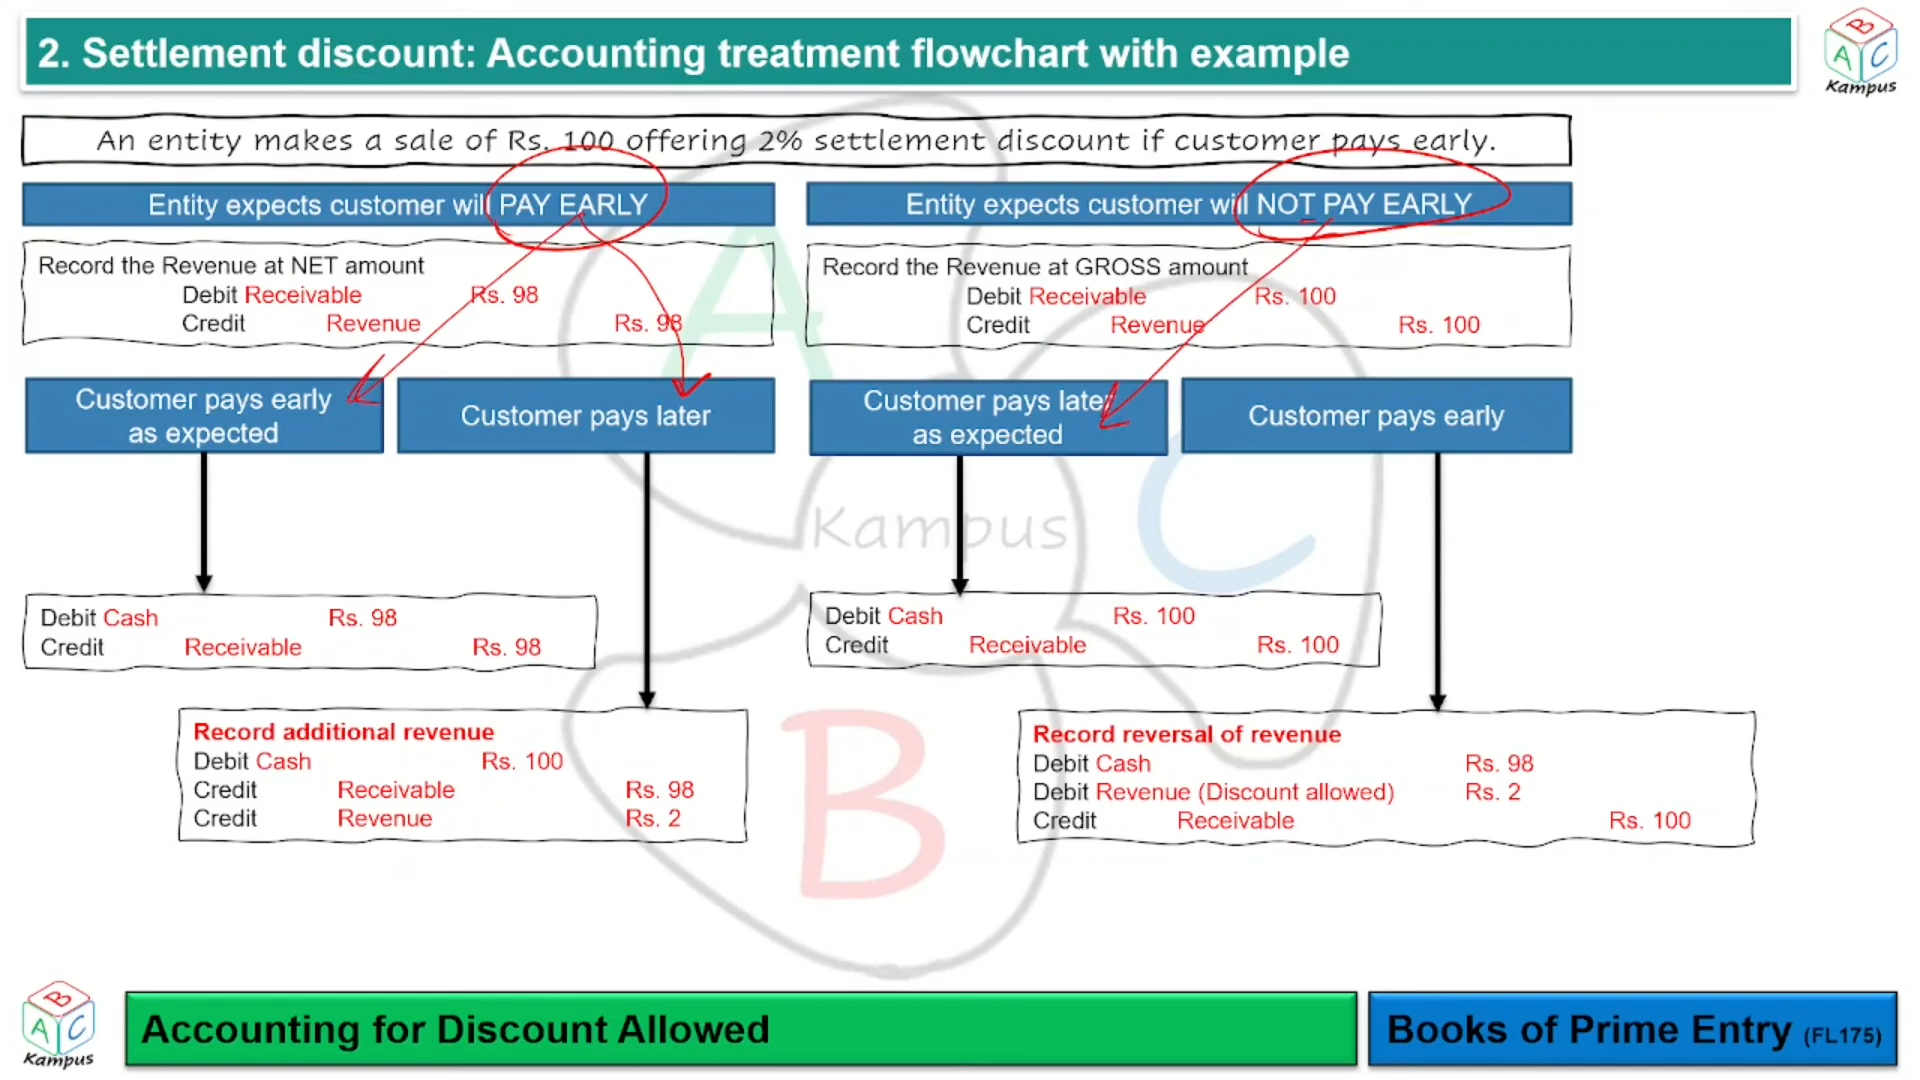 2. Settlement discount: Accounting treatment flowchart with example
B
A C
Kampus
An entity makes a sale of Rs. 100 offering 2% settlement discount if customer pays early.
Entity expects customer will PAY EARLY
Record the Revenue at NET amount
Debit Receivable Rs. 98
Credit Revenue Rs. 98
Customer pays early
as expected
Customer pays later
Debit Cash Rs. 98
Credit Receivable Rs. 98
Record additional revenue
Debit Cash Rs. 100
Credit Receivable Rs. 98
Credit Revenue Rs. 2
Entity expects customer will NOT PAY EARLY
Record the Revenue at GROSS amount
Debit Receivable Rs. 100
Credit Revenue Rs. 100
Customer pays later
as expected
Customer pays early
Debit Cash Rs. 100
Credit Receivable Rs. 100
Record reversal of revenue
Debit Cash Rs. 98
Debit Revenue (Discount allowed) Rs. 2
Credit Receivable Rs. 100
A
Kampus
C
B
B
A C
Kampus
Accounting for Discount Allowed
Books of Prime Entry (FL175)